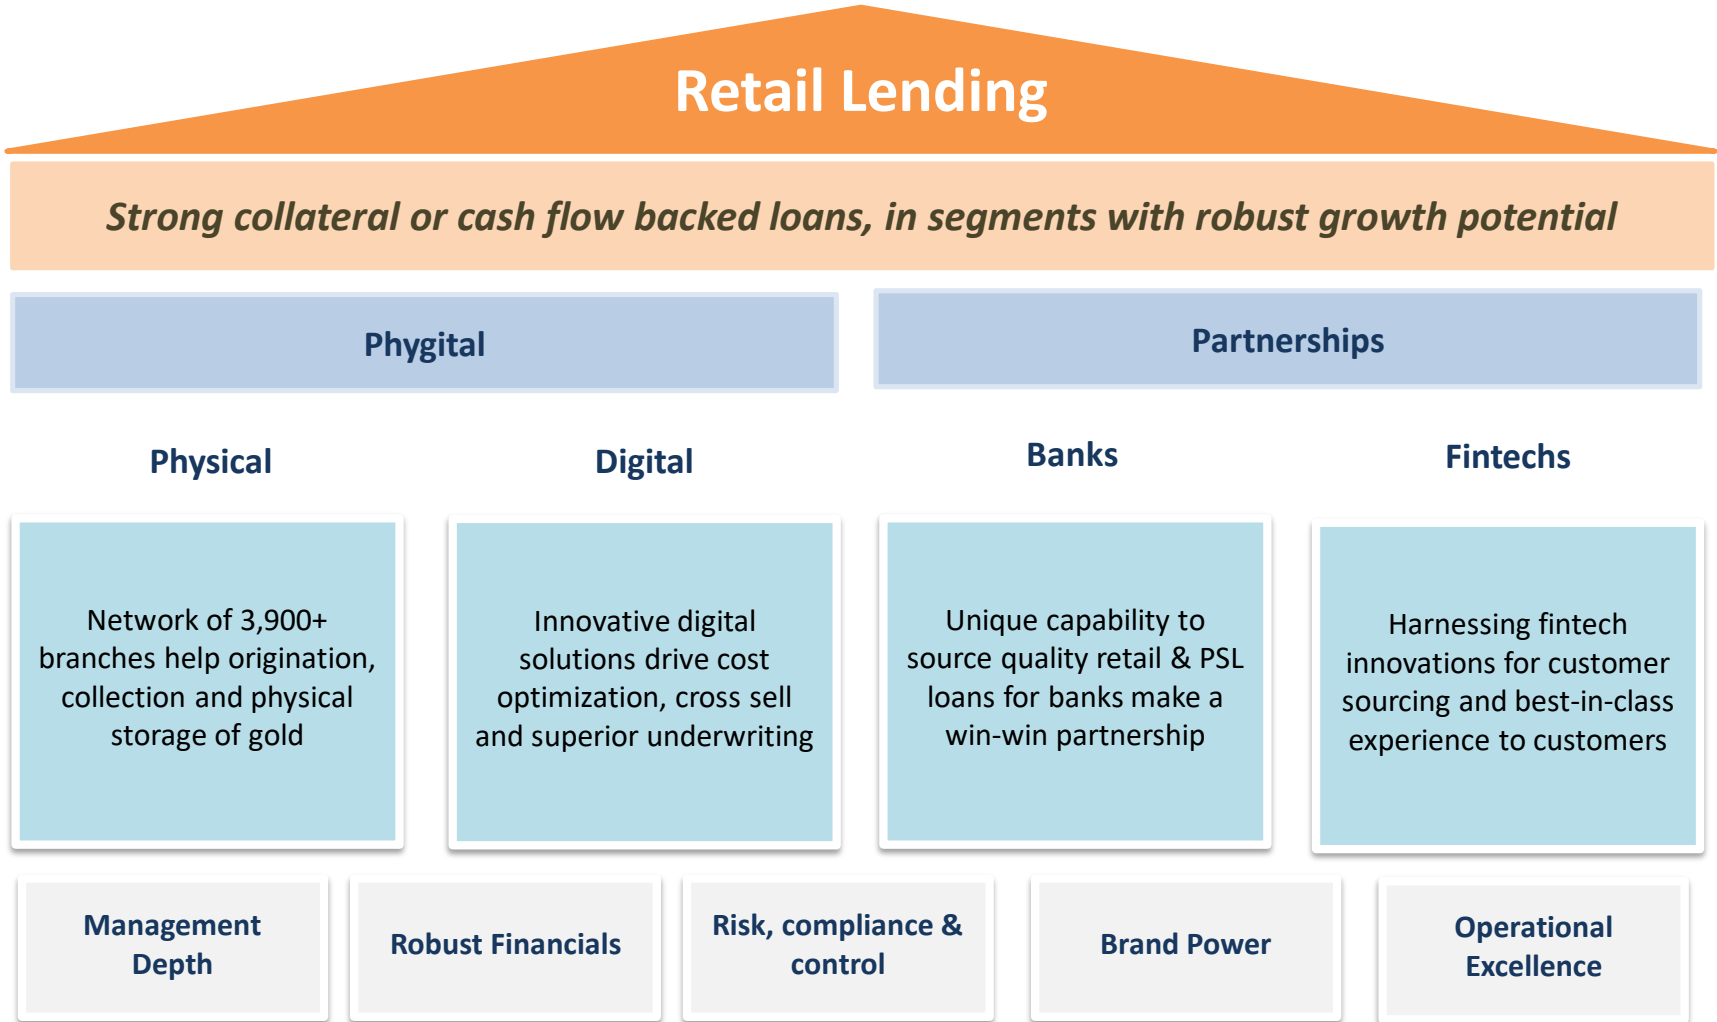 Retail Lending
Strong collateral or cash flow backed loans, in segments with robust growth potential
Phygital
Partnerships
Physical
Digital
Banks
Fintechs
Network of 3,900+
branches help origination,
collection and physical
storage of gold
Innovative digital
solutions drive cost
optimization, cross sell
and superior underwriting
Unique capability to
source quality retail & PSL
loans for banks make a
win-win partnership
Harnessing fintech
innovations for customer
sourcing and best-in-class
experience to customers
Management
Depth
Robust Financials
Risk, compliance &
control
Brand Power
Operational
Excellence